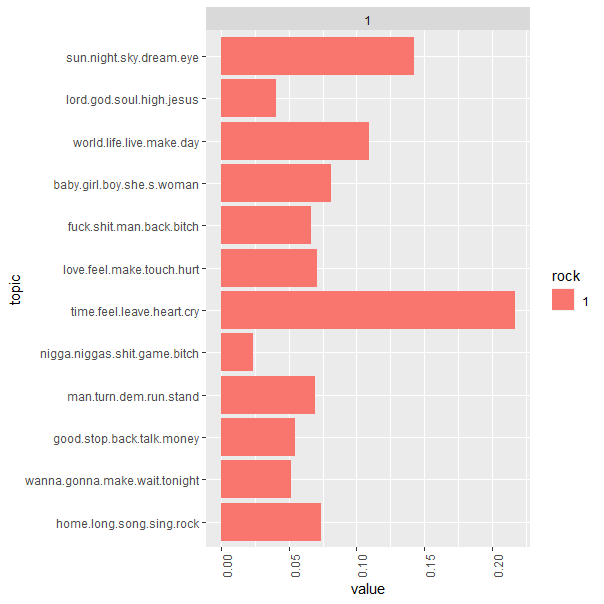 1
sun.night.sky.dream.eye
lord.god.soul.high.jesus
world.life.live.make.day
baby.girl.boy.she.s.woman
fuck.shit.man.back.bitch
love.feel.make.touch.hurt
time.feel.leave.heart.cry
nigga.niggas.shit.game.bitch
man.turn.dem.run.stand
good.stop.back.talk.money
wanna.gonna.make.wait.tonight
home.long.song.sing.rock
topic
0.00
0.05
0.10
0.15
0.20
value
rock
1